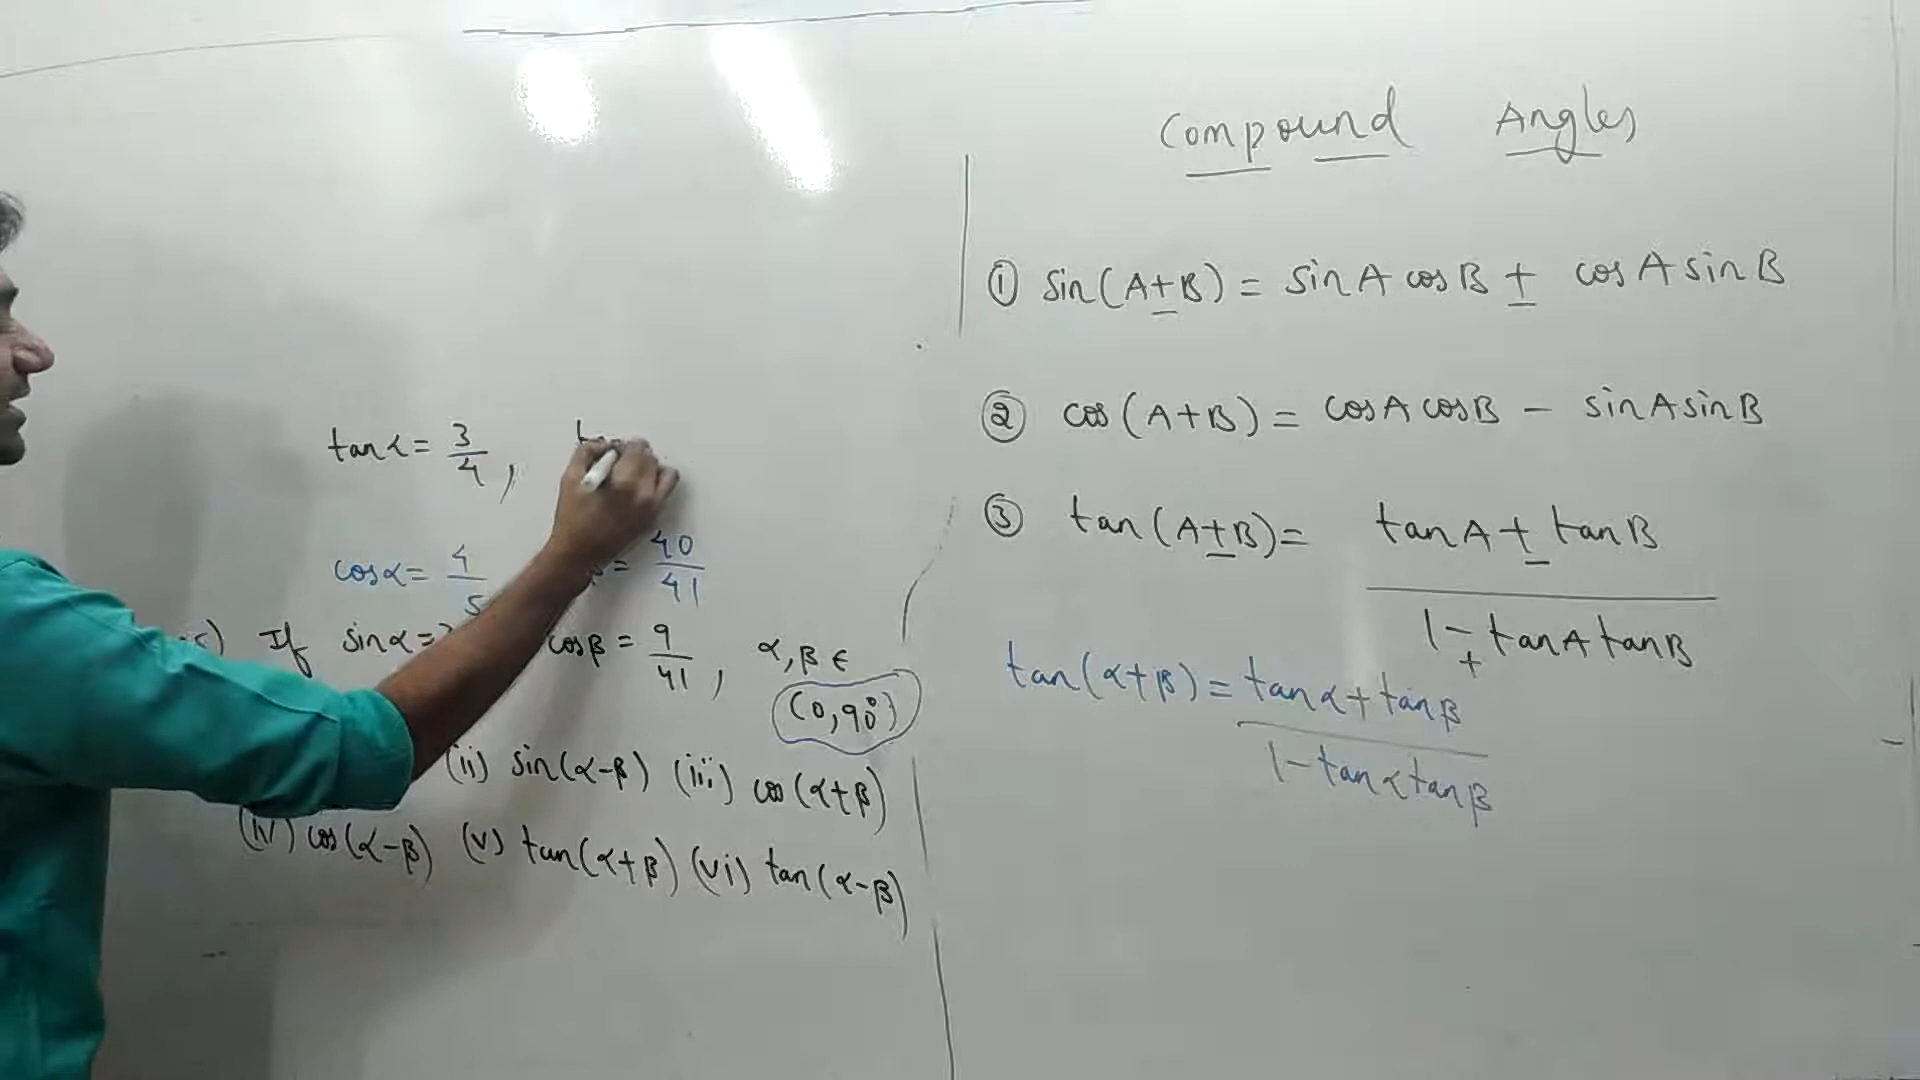 tanα = 3/4 ,
cosα = 4/5 = 40/41
If sinα = cosβ = 9/41 , α, β ∈
(0, 90°)
(ii) sin(α-β) (iii) cos(α+β)
(iv) cos(α-β) (v) tan(α+β) (vi) tan(α-β)
Compound Angles
① sin(A±B) = sinA cosB ± cosA sinB
② cos(A+B) = cosA cosB - sinA sinB
③ tan(A±B) = tanA ± tanB
1 ∓ tanA tanB
tan(α+β) = tanα + tanβ
1 - tanα tanβ